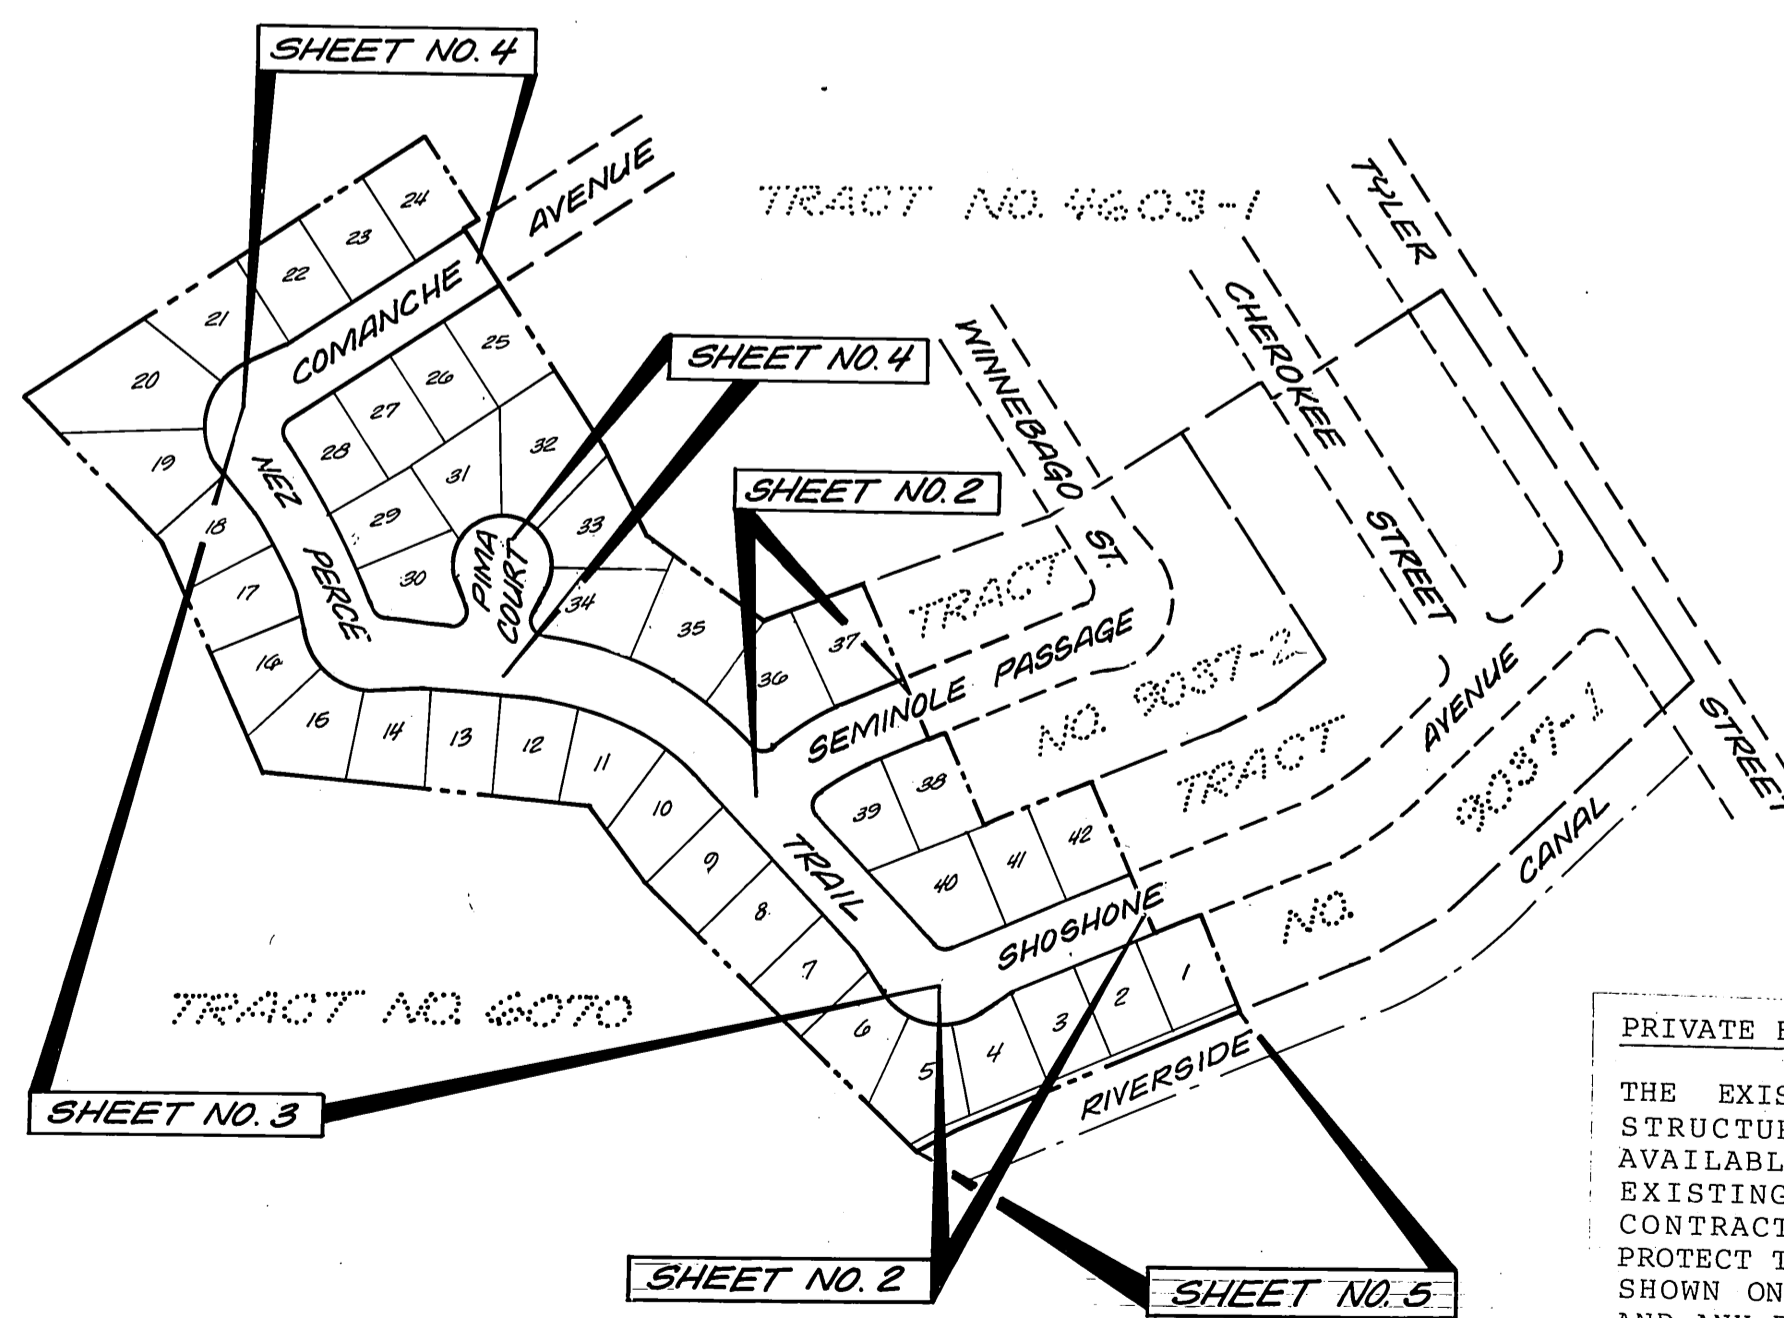 SHEET NO. 4
AVENUE
TRACT NO. 4603-1
TYLER
24
23
22
21
20
19
COMANCHE
25
26
27
28
CHEROKEE
STREET
WINNEBAGO
ST.
SHEET NO. 4
NEZ
PERCE
18
17
16
15
14
13
12
11
10
9
8
7
6
5
4
3
2
1
29
30
31
32
33
34
35
36
37
PIMA
COURT
SHEET NO. 2
TRACT
NO. 9037-2
SEMINOLE PASSAGE
38
39
40
41
42
TRAIL
SHOSHONE
AVENUE
TRACT
NO.
9037-1
STREET
CANAL
RIVERSIDE
TRACT NO. 6070
SHEET NO. 3
SHEET NO. 2
SHEET NO. 5
PRIVATE
THE EXIS
STRUCTU
AVAILABL
EXISTING
CONTRACT
PROTECT T
SHOWN ON